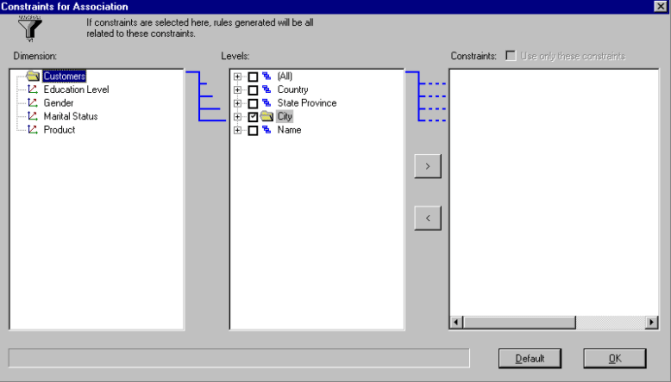 Constraints for Association
If constraints are selected here, rules generated will be all
related to these constraints.
Dimension:
Customers
Education Level
Gender
Marital Status
Product
Levels:
(All)
Country
State Province
City
Name
>
<
Constraints:
Use only these constraints
Default
OK